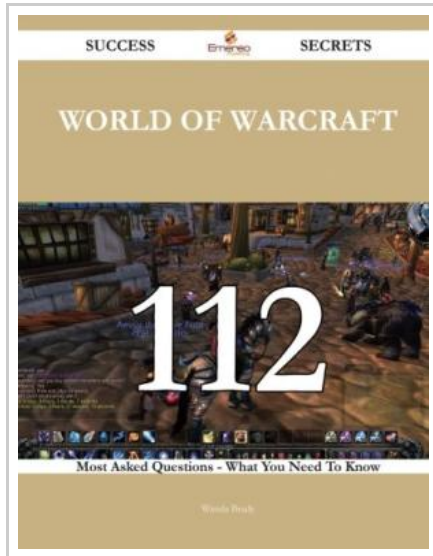 SUCCESS Emereo SECRETS
WORLD OF WARCRAFT
112
Most Asked Questions - What You Need To Know